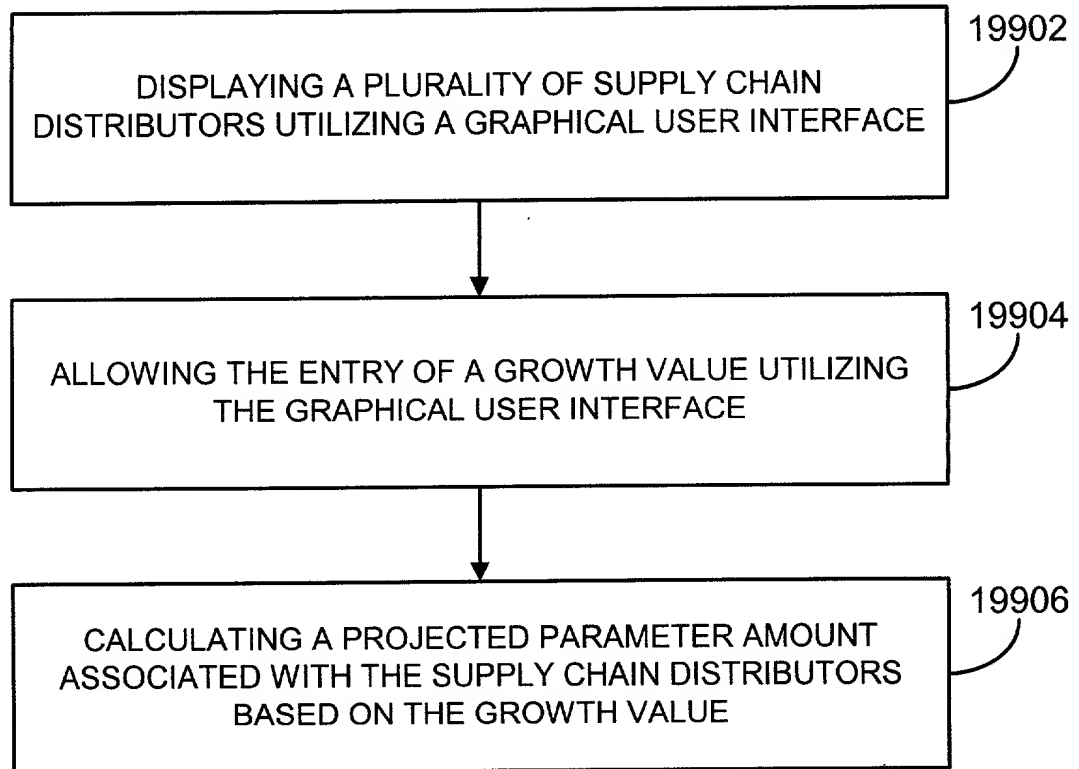 19902
DISPLAYING A PLURALITY OF SUPPLY CHAIN
DISTRIBUTORS UTILIZING A GRAPHICAL USER INTERFACE
19904
ALLOWING THE ENTRY OF A GROWTH VALUE UTILIZING
THE GRAPHICAL USER INTERFACE
19906
CALCULATING A PROJECTED PARAMETER AMOUNT
ASSOCIATED WITH THE SUPPLY CHAIN DISTRIBUTORS
BASED ON THE GROWTH VALUE